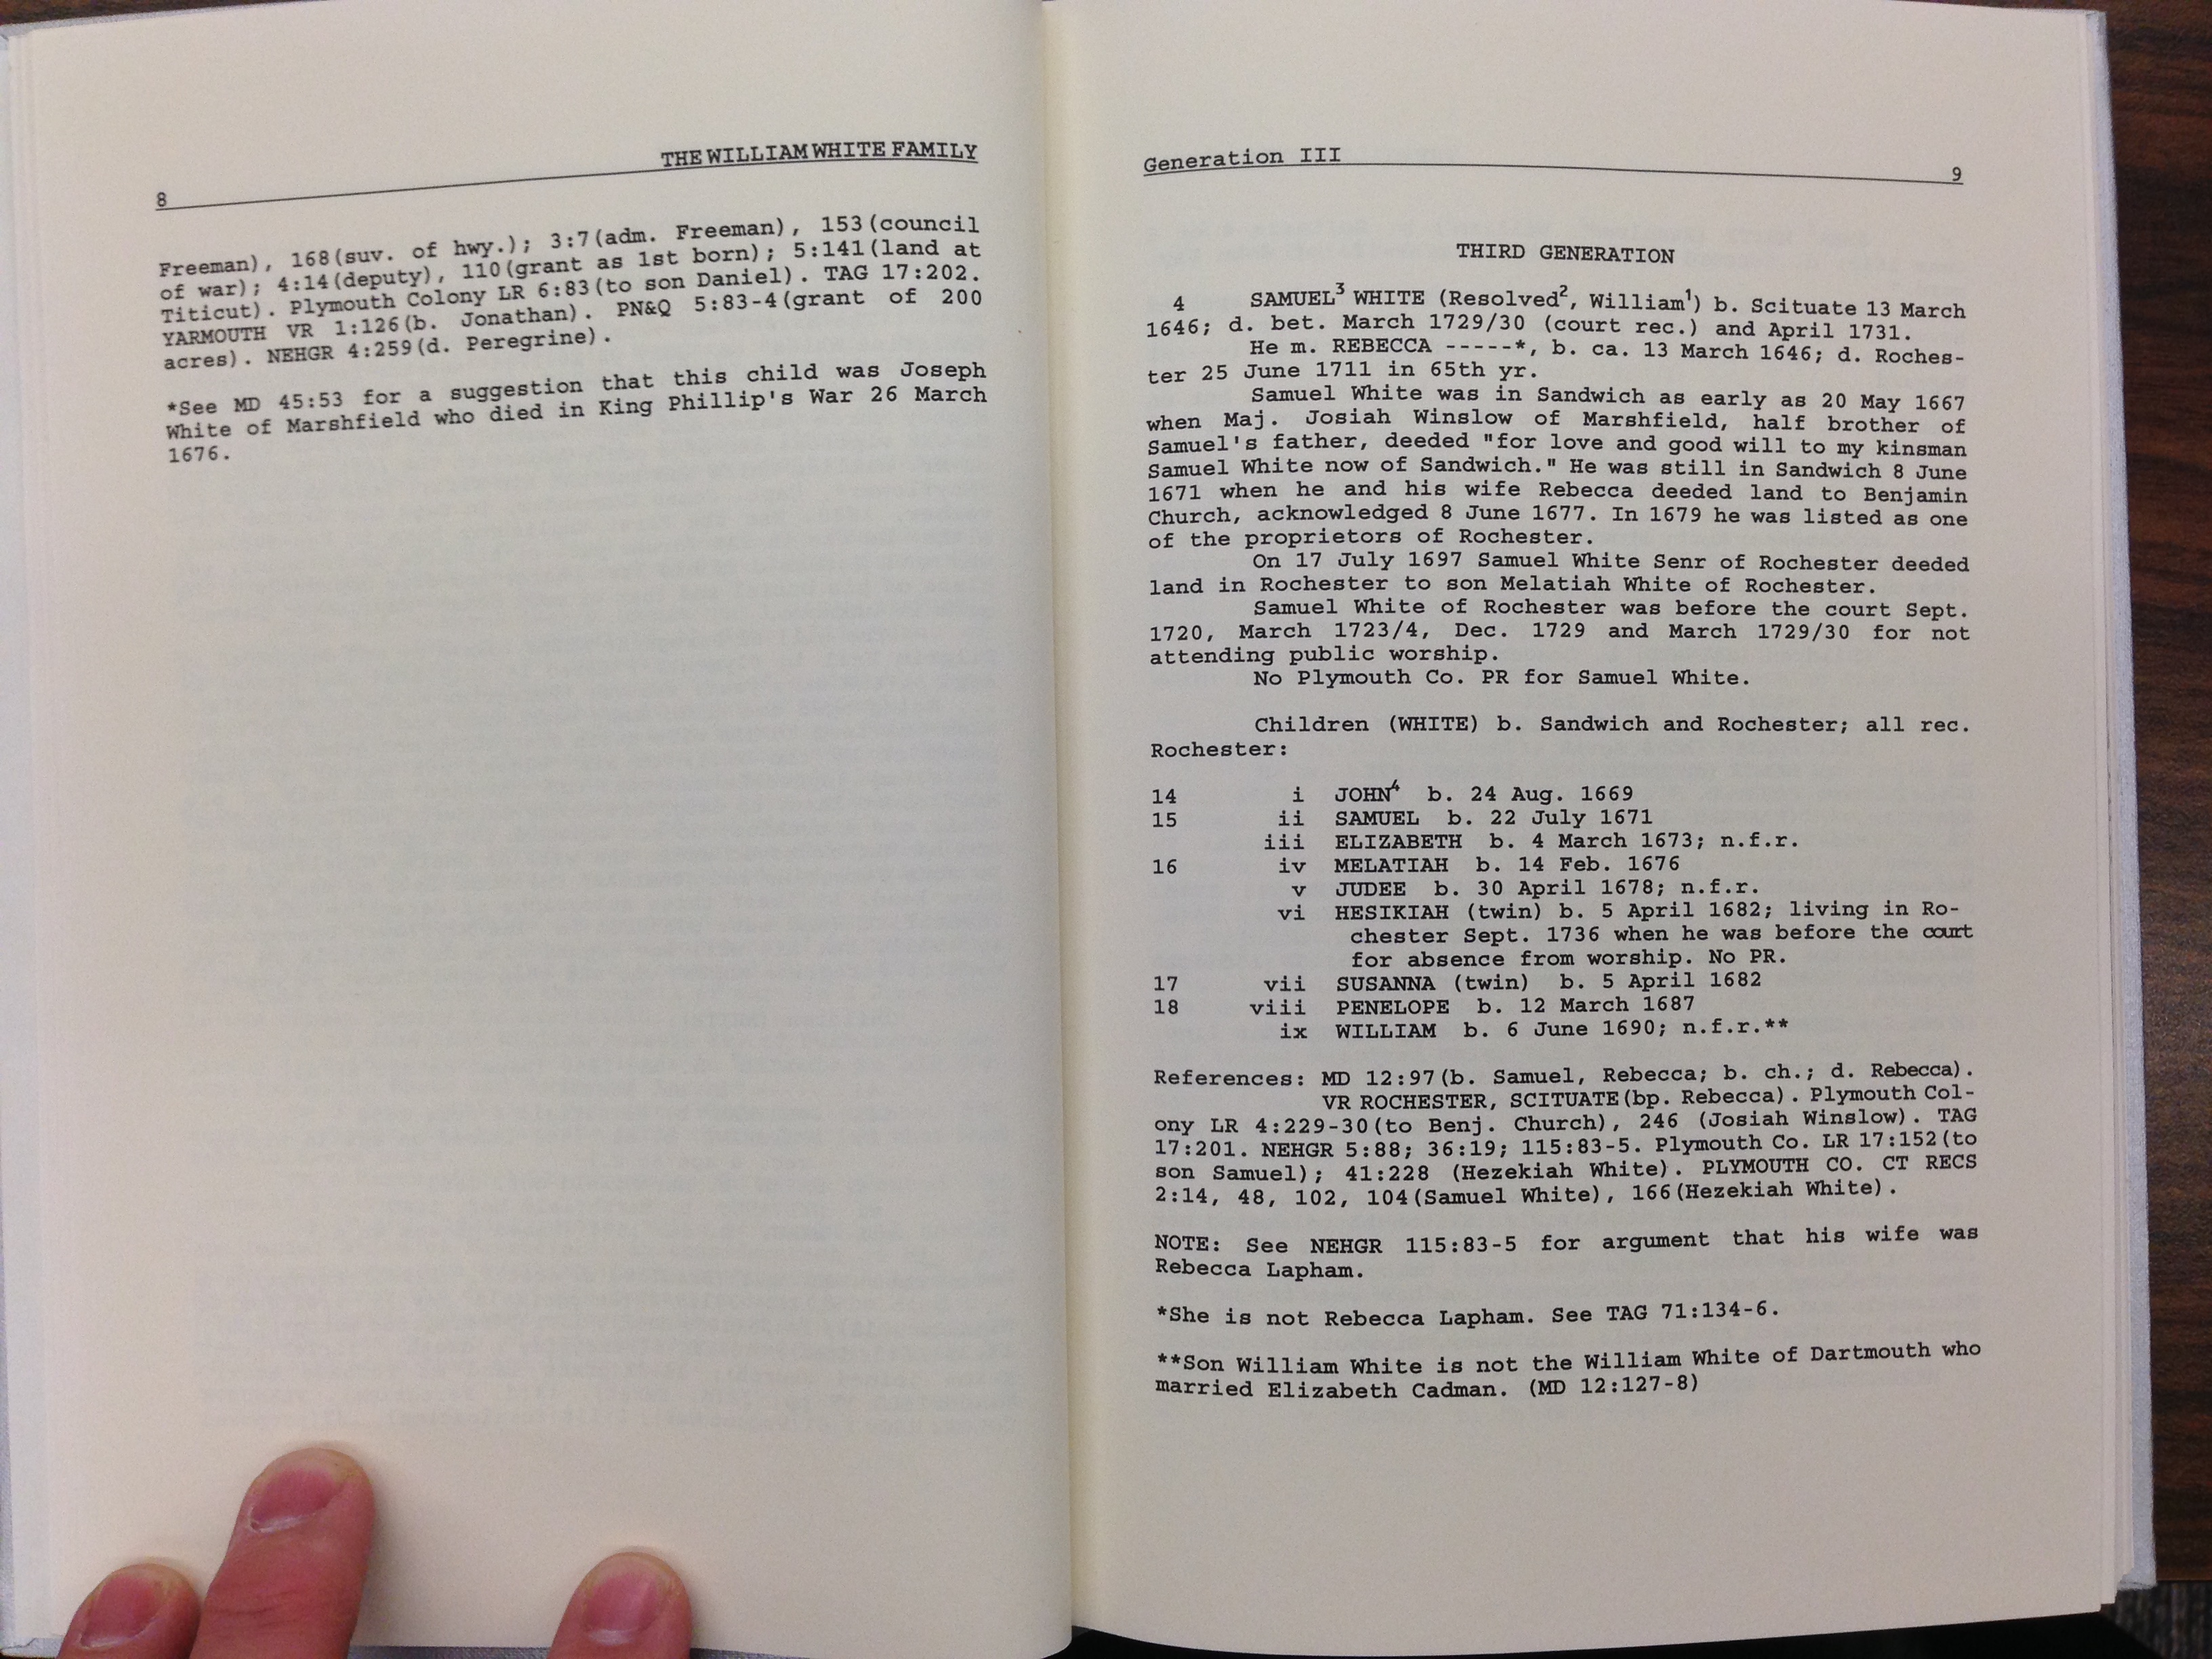 8
THE WILLIAM WHITE FAMILY
Freeman), 168(suv. of hwy.); 3:7(adm. Freeman), 153(council
of war); 4:14(deputy), 110(grant as 1st born); 5:141(land at
Titicut). Plymouth Colony LR 6:83(to son Daniel). TAG 17:202.
YARMOUTH VR 1:126(b. Jonathan). PN&Q 5:83-4(grant of 200
acres). NEHGR 4:259(d. Peregrine).
*See MD 45:53 for a suggestion that this child was Joseph
White of Marshfield who died in King Phillip's War 26 March
1676.
Generation III
9
THIRD GENERATION
4 SAMUEL³ WHITE (Resolved², William¹) b. Scituate 13 March
1646; d. bet. March 1729/30 (court rec.) and April 1731.
He m. REBECCA -----*, b. ca. 13 March 1646; d. Roches-
ter 25 June 1711 in 65th yr.
Samuel White was in Sandwich as early as 20 May 1667
when Maj. Josiah Winslow of Marshfield, half brother of
Samuel's father, deeded "for love and good will to my kinsman
Samuel White now of Sandwich." He was still in Sandwich 8 June
1671 when he and his wife Rebecca deeded land to Benjamin
Church, acknowledged 8 June 1677. In 1679 he was listed as one
of the proprietors of Rochester.
On 17 July 1697 Samuel White Senr of Rochester deeded
land in Rochester to son Melatiah White of Rochester.
Samuel White of Rochester was before the court Sept.
1720, March 1723/4, Dec. 1729 and March 1729/30 for not
attending public worship.
No Plymouth Co. PR for Samuel White.
Children (WHITE) b. Sandwich and Rochester; all rec.
Rochester:
14 i JOHN⁴ b. 24 Aug. 1669
15 ii SAMUEL b. 22 July 1671
iii ELIZABETH b. 4 March 1673; n.f.r.
16 iv MELATIAH b. 14 Feb. 1676
v JUDEE b. 30 April 1678; n.f.r.
vi HESIKIAH (twin) b. 5 April 1682; living in Ro-
chester Sept. 1736 when he was before the court
for absence from worship. No PR.
17 vii SUSANNA (twin) b. 5 April 1682
18 viii PENELOPE b. 12 March 1687
ix WILLIAM b. 6 June 1690; n.f.r.**
References: MD 12:97(b. Samuel, Rebecca; b. ch.; d. Rebecca).
VR ROCHESTER, SCITUATE(bp. Rebecca). Plymouth Col-
ony LR 4:229-30(to Benj. Church), 246 (Josiah Winslow). TAG
17:201. NEHGR 5:88; 36:19; 115:83-5. Plymouth Co. LR 17:152(to
son Samuel); 41:228 (Hezekiah White). PLYMOUTH CO. CT RECS
2:14, 48, 102, 104(Samuel White), 166(Hezekiah White).
NOTE: See NEHGR 115:83-5 for argument that his wife was
Rebecca Lapham.
*She is not Rebecca Lapham. See TAG 71:134-6.
**Son William White is not the William White of Dartmouth who
married Elizabeth Cadman. (MD 12:127-8)